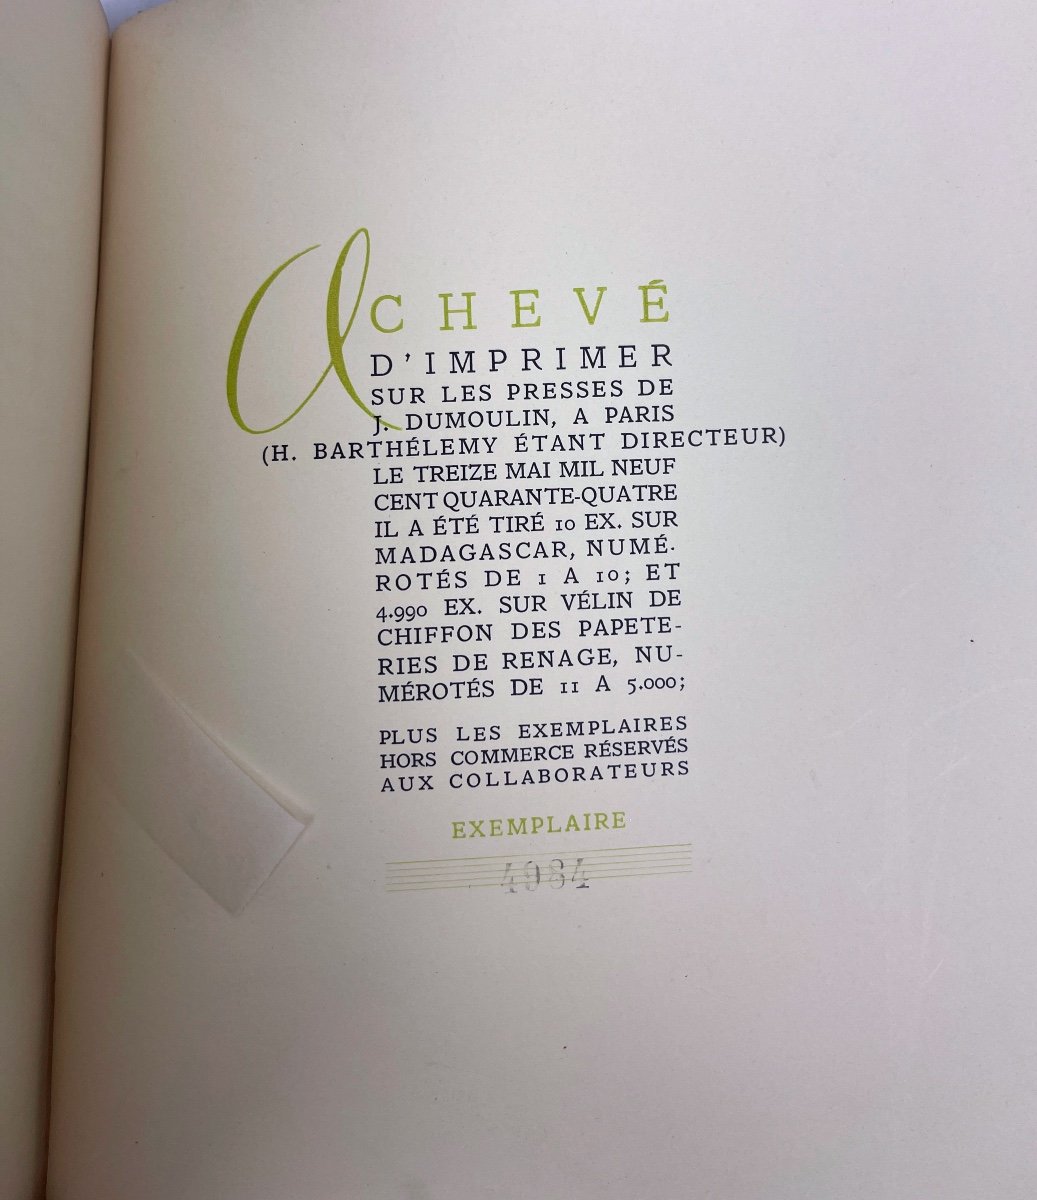 ACHEVÉ
D'IMPRIMER
SUR LES PRESSES DE
J. DUMOULIN, A PARIS
(H. BARTHÉLEMY ÉTANT DIRECTEUR)
LE TREIZE MAI MIL NEUF
CENT QUARANTE-QUATRE
IL A ÉTÉ TIRÉ 10 EX. SUR
MADAGASCAR, NUMÉ-
ROTÉS DE 1 A 10; ET
4.990 EX. SUR VÉLIN DE
CHIFFON DES PAPETE-
RIES DE RENAGE, NU-
MÉROTÉS DE 11 A 5.000;
PLUS LES EXEMPLAIRES
HORS COMMERCE RÉSERVÉS
AUX COLLABORATEURS
EXEMPLAIRE
4984